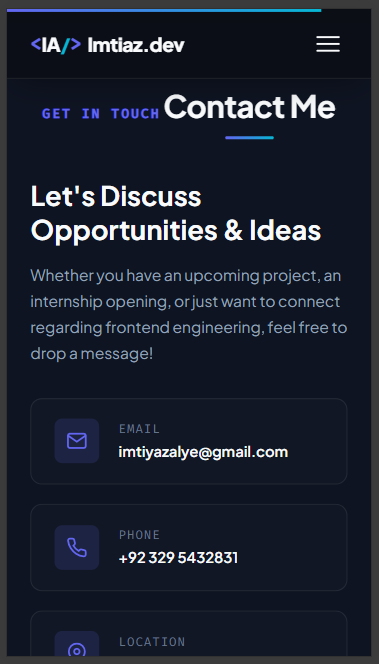 <IA/> Imtiaz.dev
GET IN TOUCH Contact Me
Let's Discuss
Opportunities & Ideas
Whether you have an upcoming project, an
internship opening, or just want to connect
regarding frontend engineering, feel free to
drop a message!
EMAIL
imtiyazalye@gmail.com
PHONE
+92 329 5432831
LOCATION